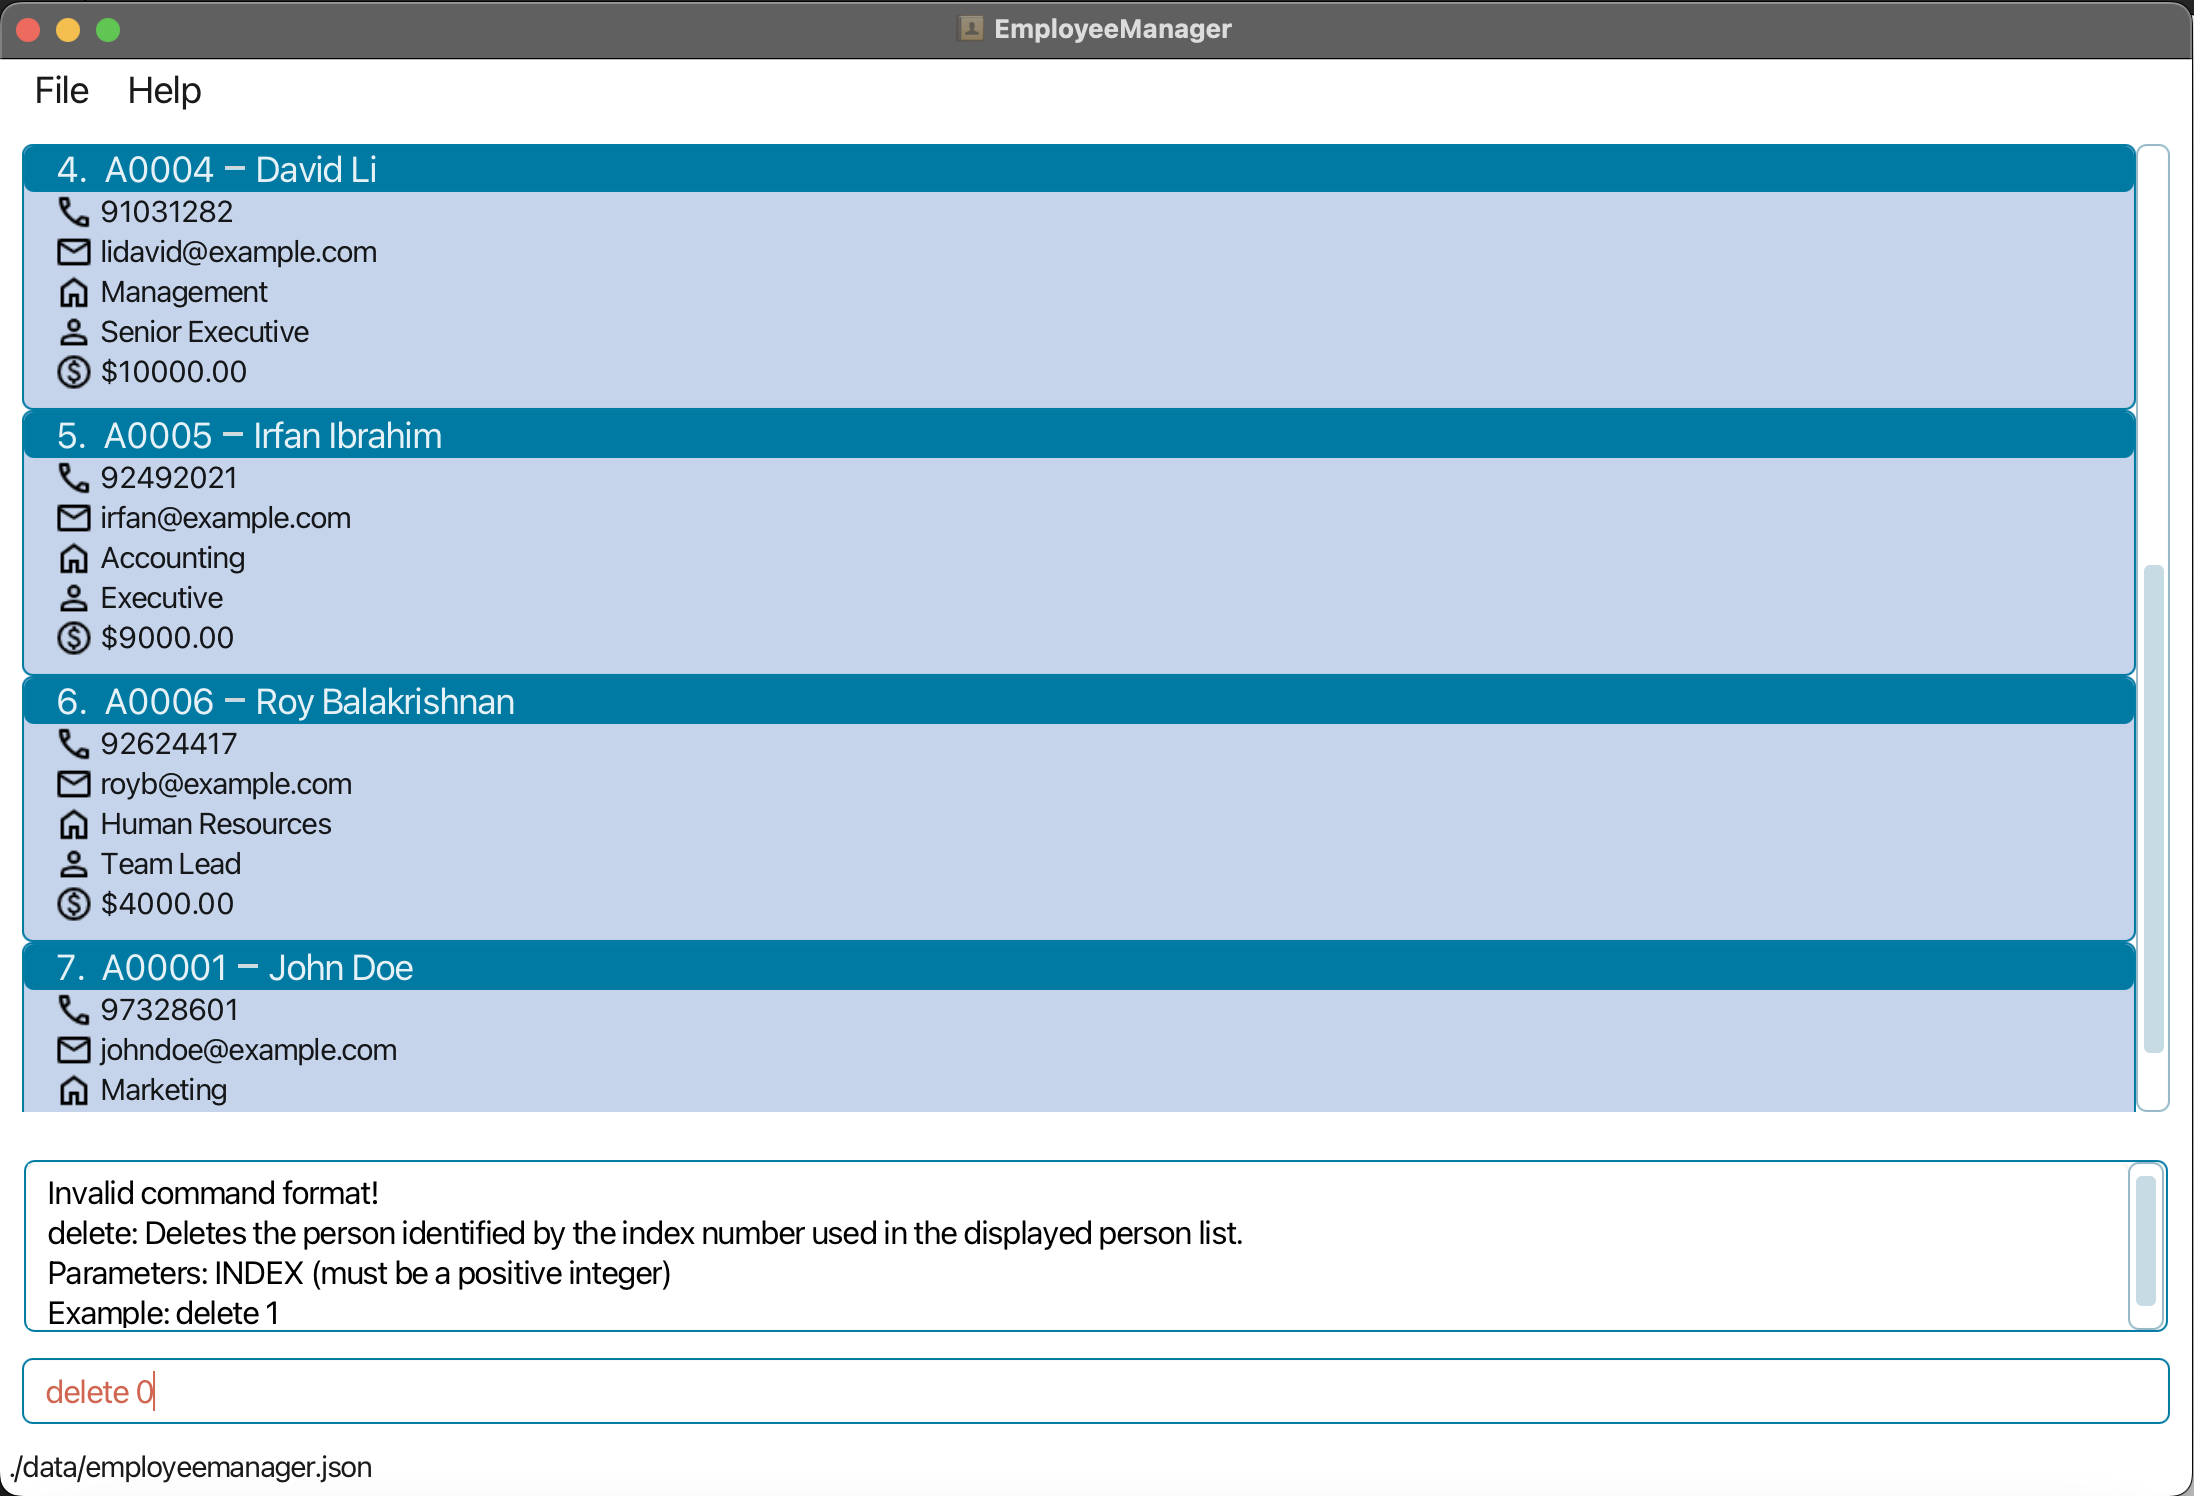 EmployeeManager
File Help
4. A0004 – David Li
91031282
lidavid@example.com
Management
Senior Executive
$10000.00
5. A0005 – Irfan Ibrahim
92492021
irfan@example.com
Accounting
Executive
$9000.00
6. A0006 – Roy Balakrishnan
92624417
royb@example.com
Human Resources
Team Lead
$4000.00
7. A00001 – John Doe
97328601
johndoe@example.com
Marketing
Invalid command format!
delete: Deletes the person identified by the index number used in the displayed person list.
Parameters: INDEX (must be a positive integer)
Example: delete 1
delete 0
./data/employeemanager.json